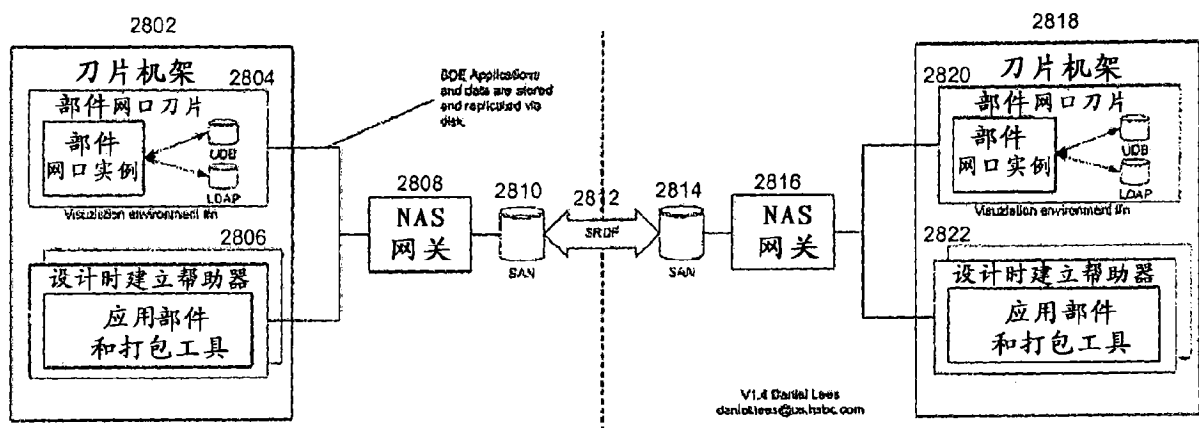 2802
刀片机架
2804
部件网口刀片
部件
网口实例
UDB
LDAP
Visuzlation environment #n
2806
设计时建立帮助器
应用部件
和打包工具
BDE Applications
and data are stored
and replicated via
disk.
2808
NAS
网关
2810
SAN
2812
SRDF
2814
SAN
2816
NAS
网关
2818
刀片机架
2820
部件网口刀片
部件
网口实例
UDB
LDAP
Visuzlation environment #n
2822
设计时建立帮助器
应用部件
和打包工具
V1.4 Daniel Lees